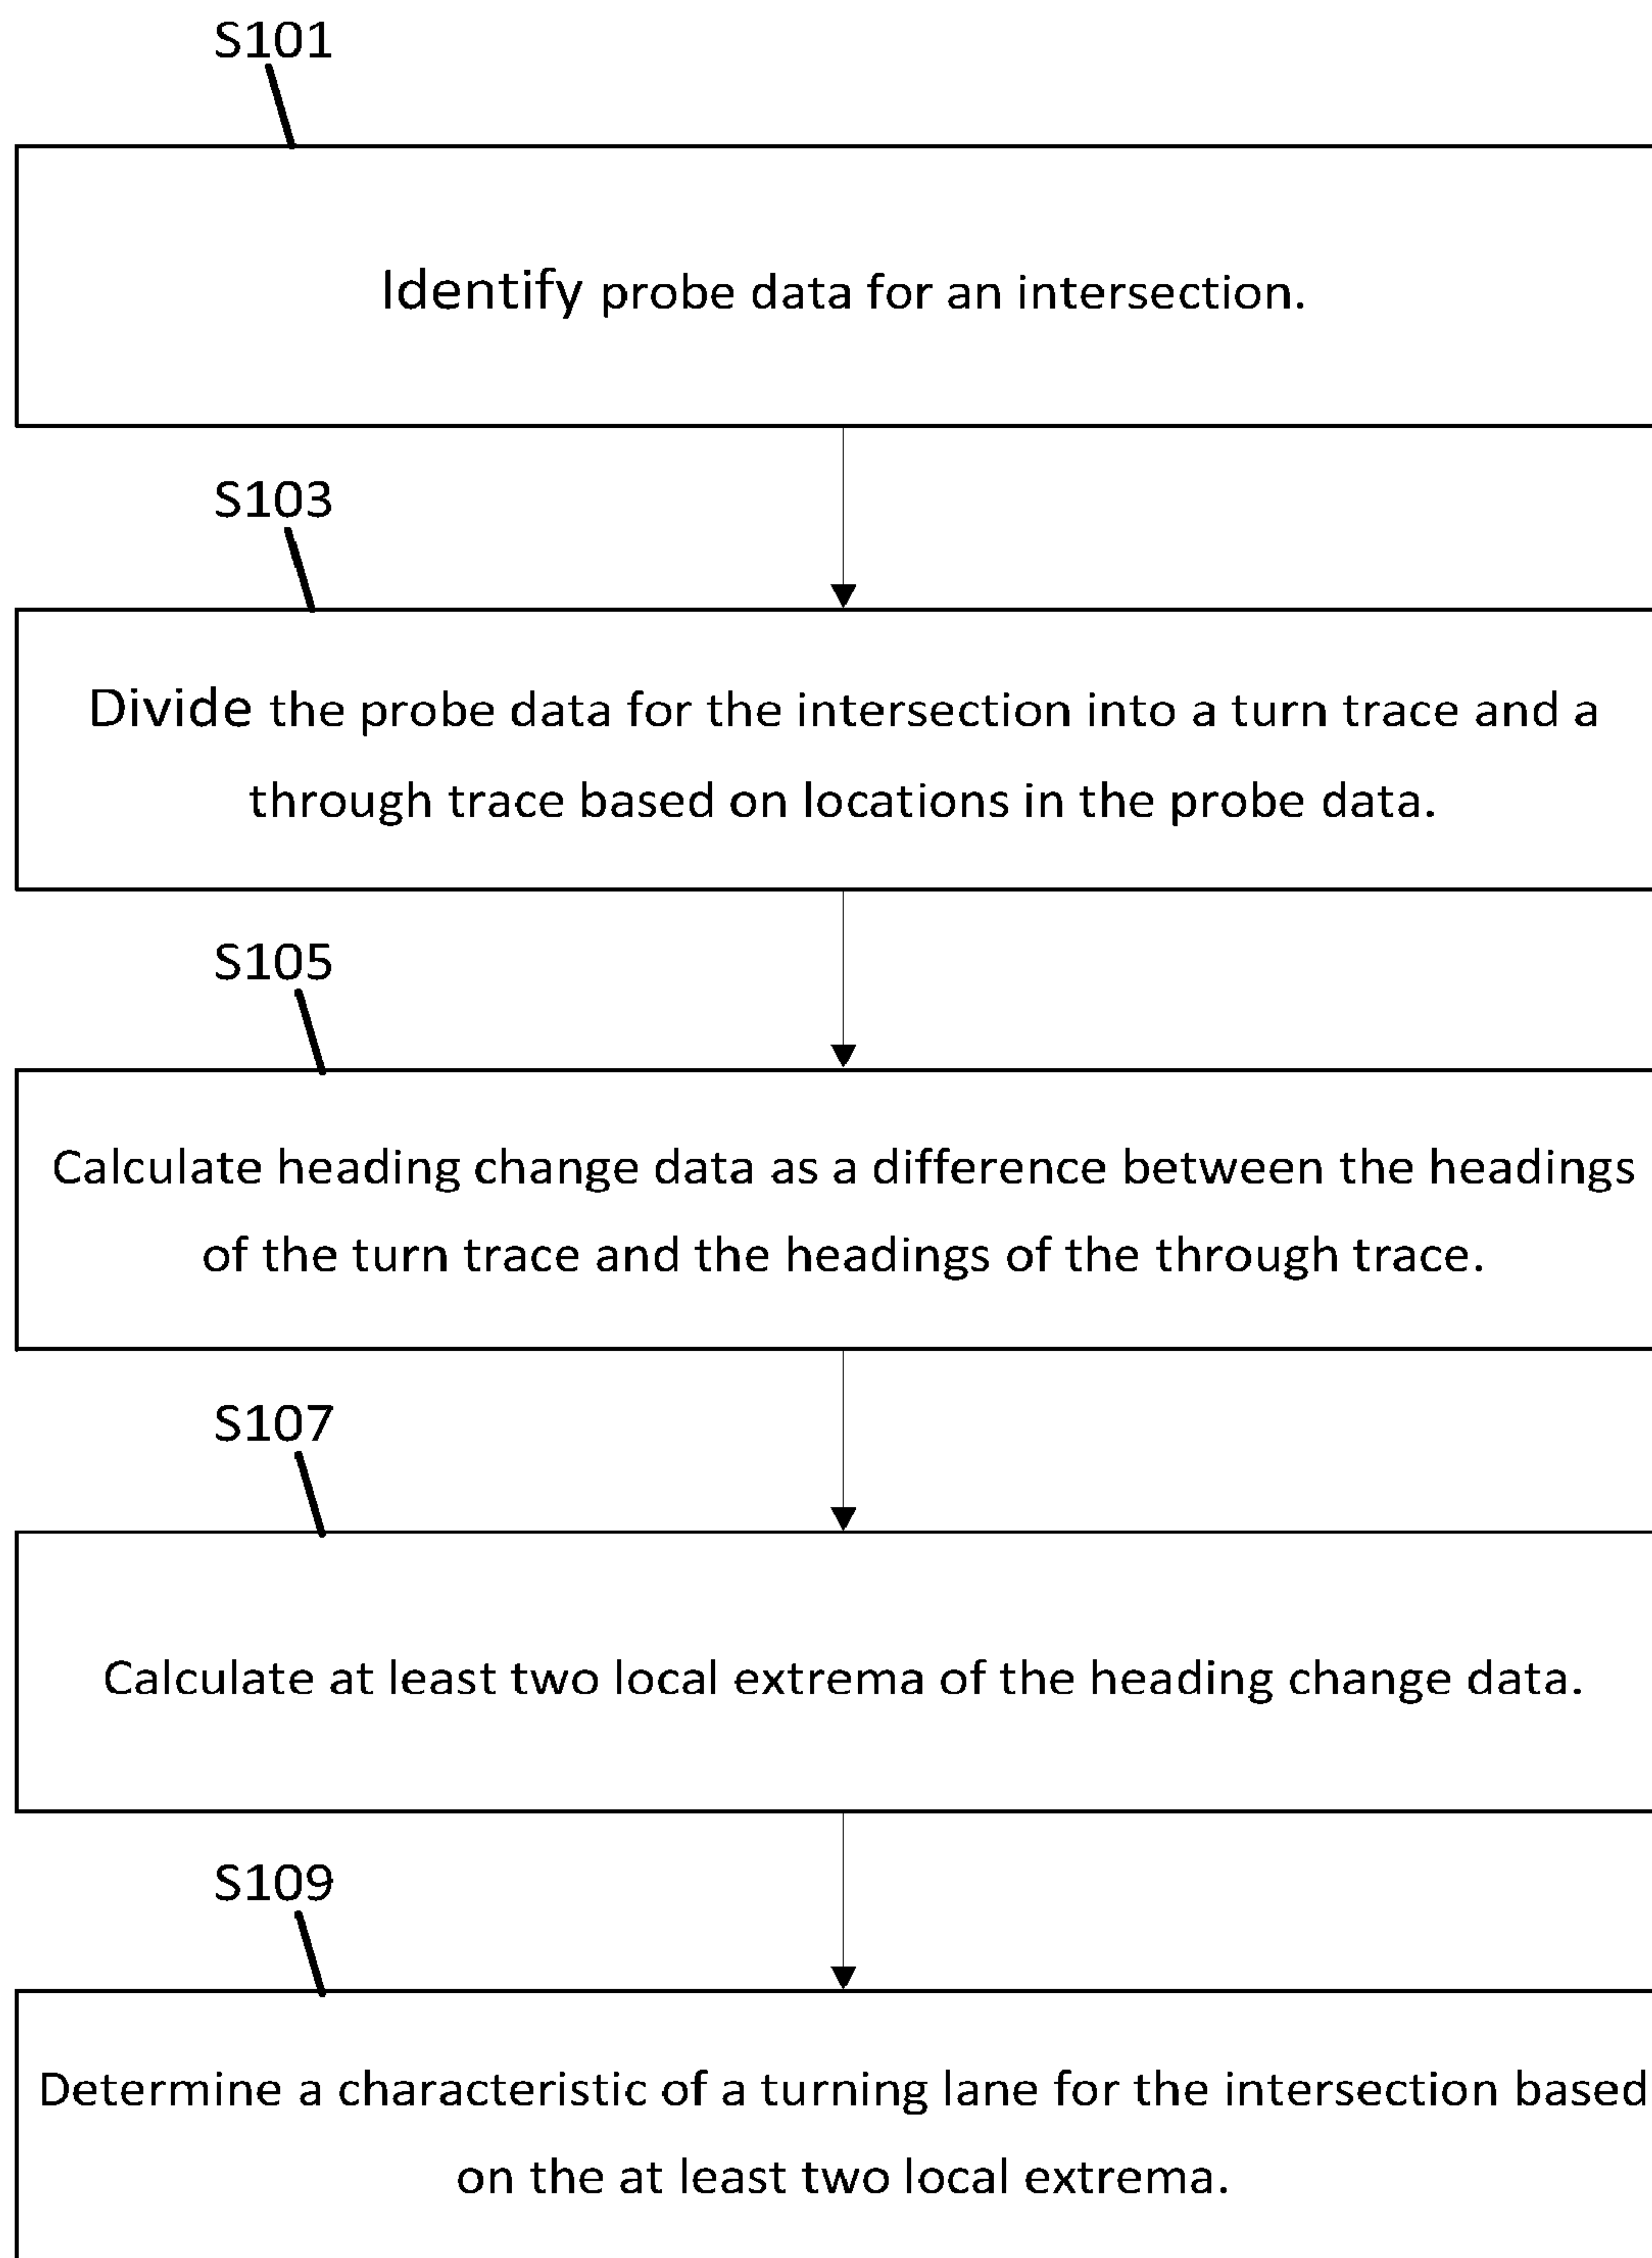 S101
Identify probe data for an intersection.
S103
Divide the probe data for the intersection into a turn trace and a
through trace based on locations in the probe data.
S105
Calculate heading change data as a difference between the headings
of the turn trace and the headings of the through trace.
S107
Calculate at least two local extrema of the heading change data.
S109
Determine a characteristic of a turning lane for the intersection based
on the at least two local extrema.